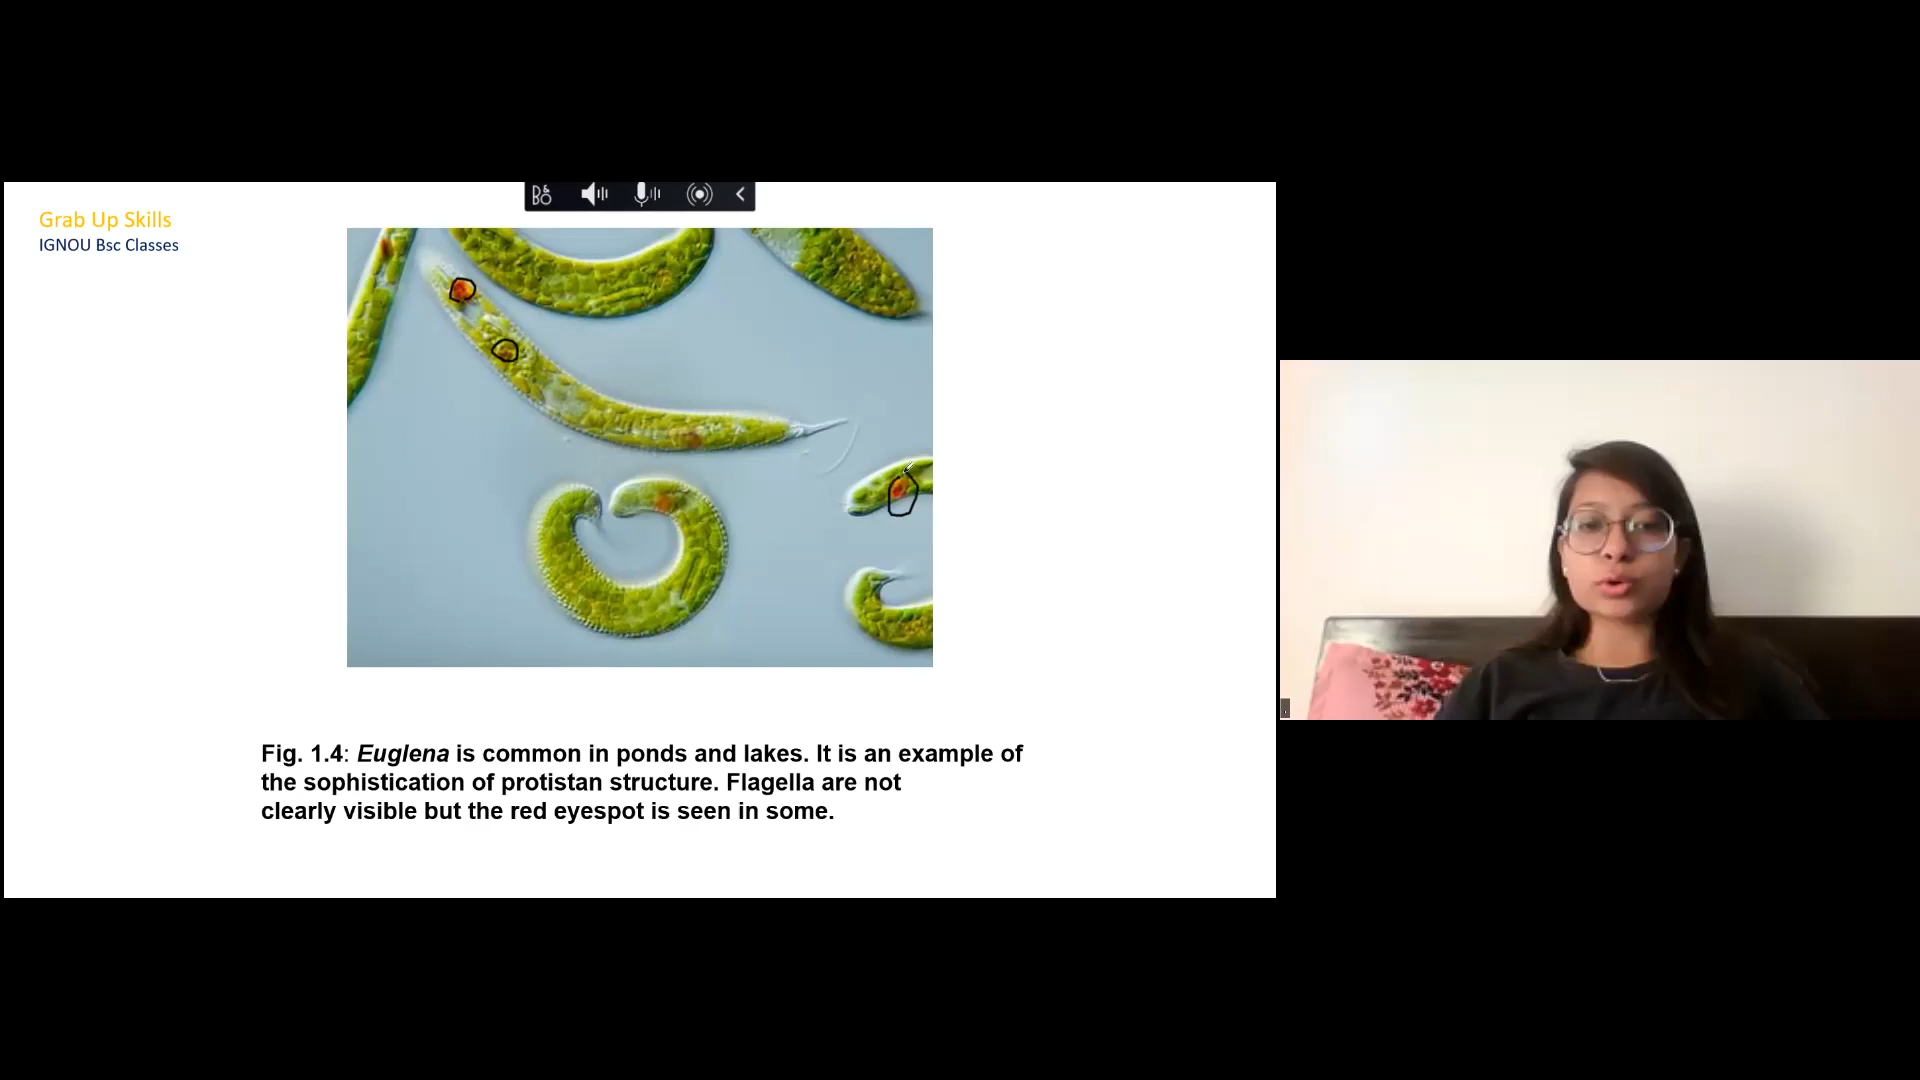 Grab Up Skills
IGNOU Bsc Classes
B&O
Fig. 1.4: Euglena is common in ponds and lakes. It is an example of
the sophistication of protistan structure. Flagella are not
clearly visible but the red eyespot is seen in some.